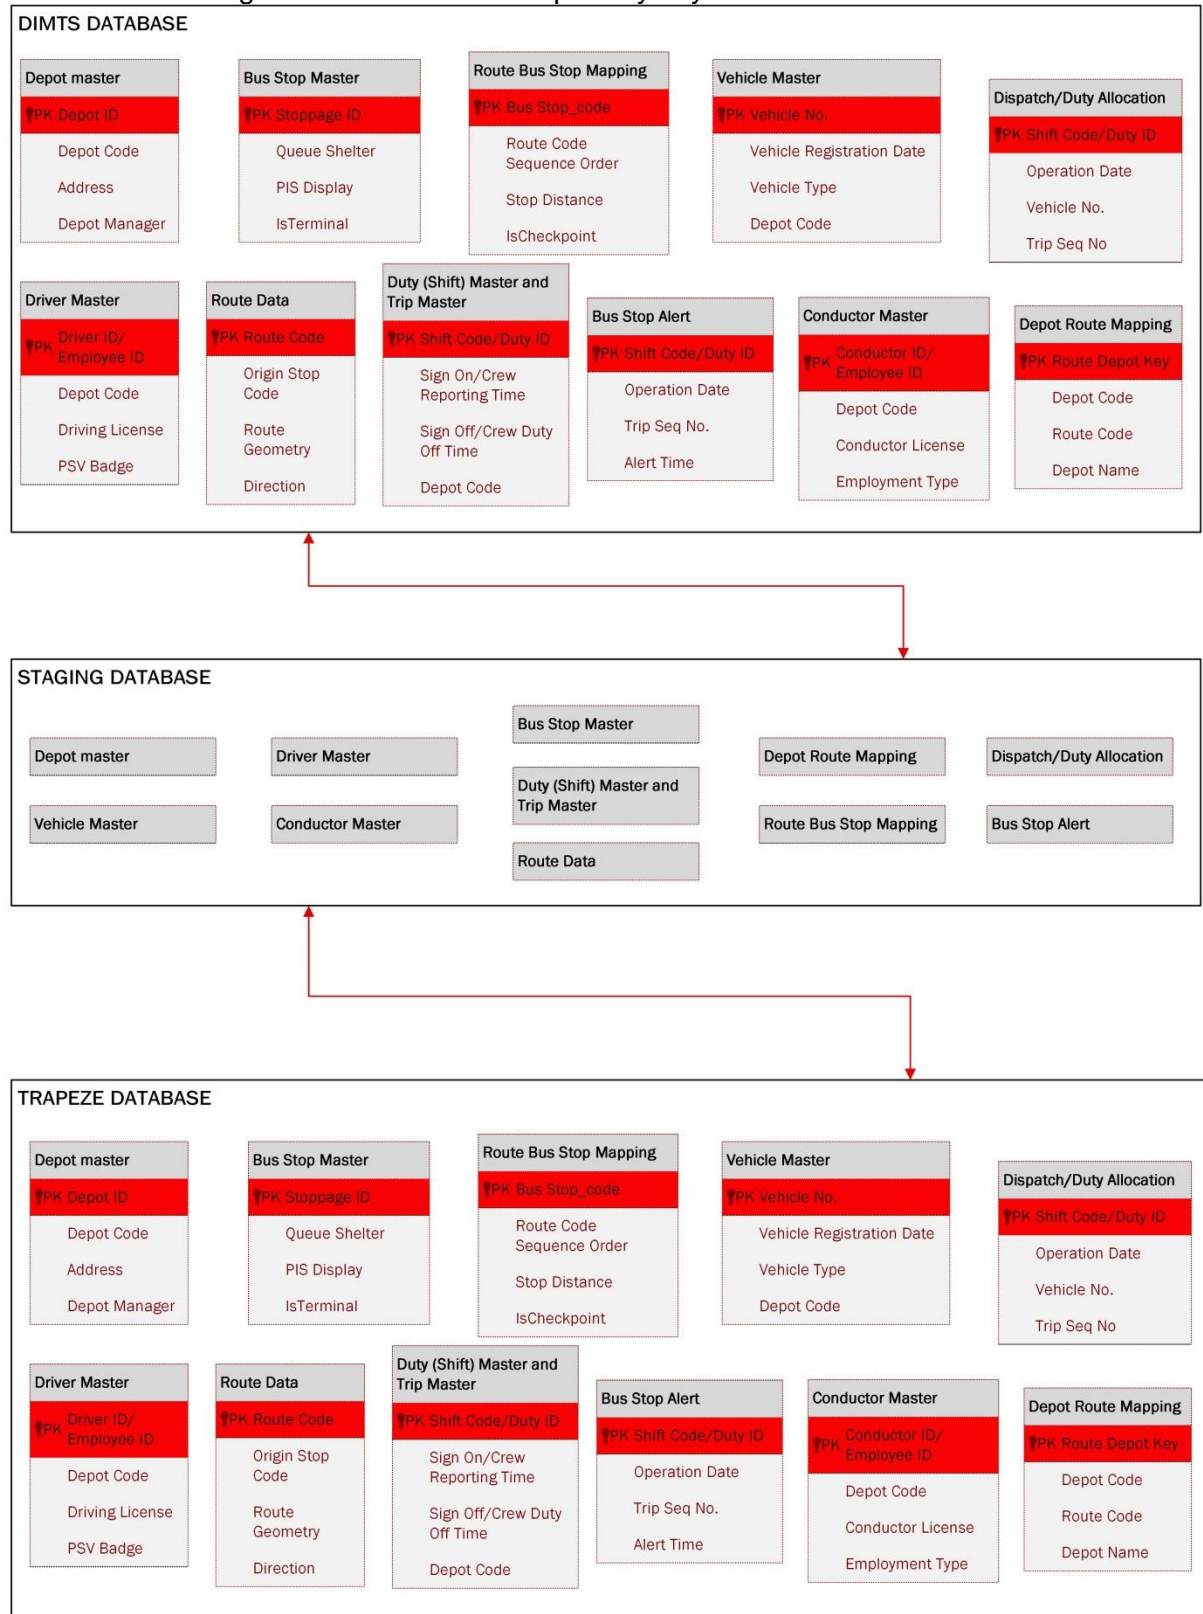 DIMTS DATABASE
Depot master
PK Depot ID
Depot Code
Address
Depot Manager
Bus Stop Master
PK Stoppage ID
Queue Shelter
PIS Display
IsTerminal
Route Bus Stop Mapping
PK Bus Stop_code
Route Code
Sequence Order
Stop Distance
IsCheckpoint
Vehicle Master
PK Vehicle No.
Vehicle Registration Date
Vehicle Type
Depot Code
Dispatch/Duty Allocation
PK Shift Code/Duty ID
Operation Date
Vehicle No.
Trip Seq No
Driver Master
PK Driver ID/
Employee ID
Depot Code
Driving License
PSV Badge
Route Data
PK Route Code
Origin Stop
Code
Route
Geometry
Direction
Duty (Shift) Master and
Trip Master
PK Shift Code/Duty ID
Sign On/Crew
Reporting Time
Sign Off/Crew Duty
Off Time
Depot Code
Bus Stop Alert
PK Shift Code/Duty ID
Operation Date
Trip Seq No.
Alert Time
Conductor Master
PK Conductor ID/
Employee ID
Depot Code
Conductor License
Employment Type
Depot Route Mapping
PK Route Depot Key
Depot Code
Route Code
Depot Name
STAGING DATABASE
Depot master
Vehicle Master
Driver Master
Conductor Master
Bus Stop Master
Duty (Shift) Master and
Trip Master
Route Data
Depot Route Mapping
Route Bus Stop Mapping
Dispatch/Duty Allocation
Bus Stop Alert
TRAPEZE DATABASE
Depot master
PK Depot ID
Depot Code
Address
Depot Manager
Bus Stop Master
PK Stoppage ID
Queue Shelter
PIS Display
IsTerminal
Route Bus Stop Mapping
PK Bus Stop_code
Route Code
Sequence Order
Stop Distance
IsCheckpoint
Vehicle Master
PK Vehicle No.
Vehicle Registration Date
Vehicle Type
Depot Code
Dispatch/Duty Allocation
PK Shift Code/Duty ID
Operation Date
Vehicle No.
Trip Seq No
Driver Master
PK Driver ID/
Employee ID
Depot Code
Driving License
PSV Badge
Route Data
PK Route Code
Origin Stop
Code
Route
Geometry
Direction
Duty (Shift) Master and
Trip Master
PK Shift Code/Duty ID
Sign On/Crew
Reporting Time
Sign Off/Crew Duty
Off Time
Depot Code
Bus Stop Alert
PK Shift Code/Duty ID
Operation Date
Trip Seq No.
Alert Time
Conductor Master
PK Conductor ID/
Employee ID
Depot Code
Conductor License
Employment Type
Depot Route Mapping
PK Route Depot Key
Depot Code
Route Code
Depot Name